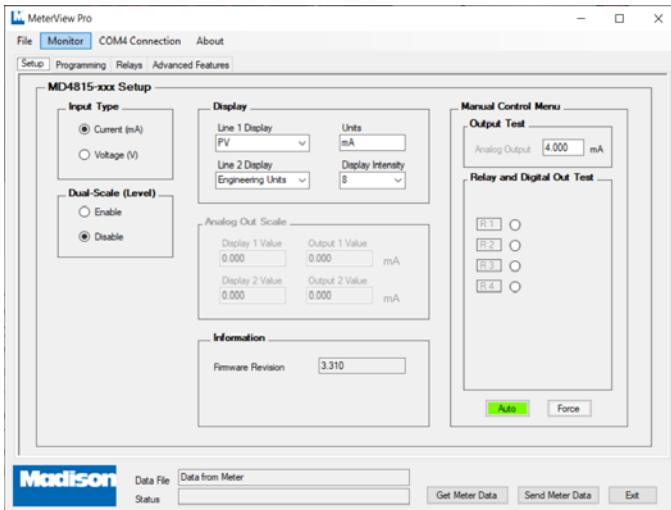 MeterView Pro
File Monitor COM4 Connection About
Setup Programming Relays Advanced Features
MD4815-xxx Setup
Input Type
Current (mA)
Voltage (V)
Dual-Scale (Level)
Enable
Disable
Display
Line 1 Display Units
PV mA
Line 2 Display Display Intensity
Engineering Units 8
Analog Out Scale
Display 1 Value Output 1 Value
0.000 0.000 mA
Display 2 Value Output 2 Value
0.000 0.000 mA
Information
Firmware Revision 3.310
Manual Control Menu
Output Test
Analog Output 4.000 mA
Relay and Digital Out Test
R 1
R 2
R 3
R 4
Auto Force
Madison
Data File Data from Meter
Status
Get Meter Data Send Meter Data Exit